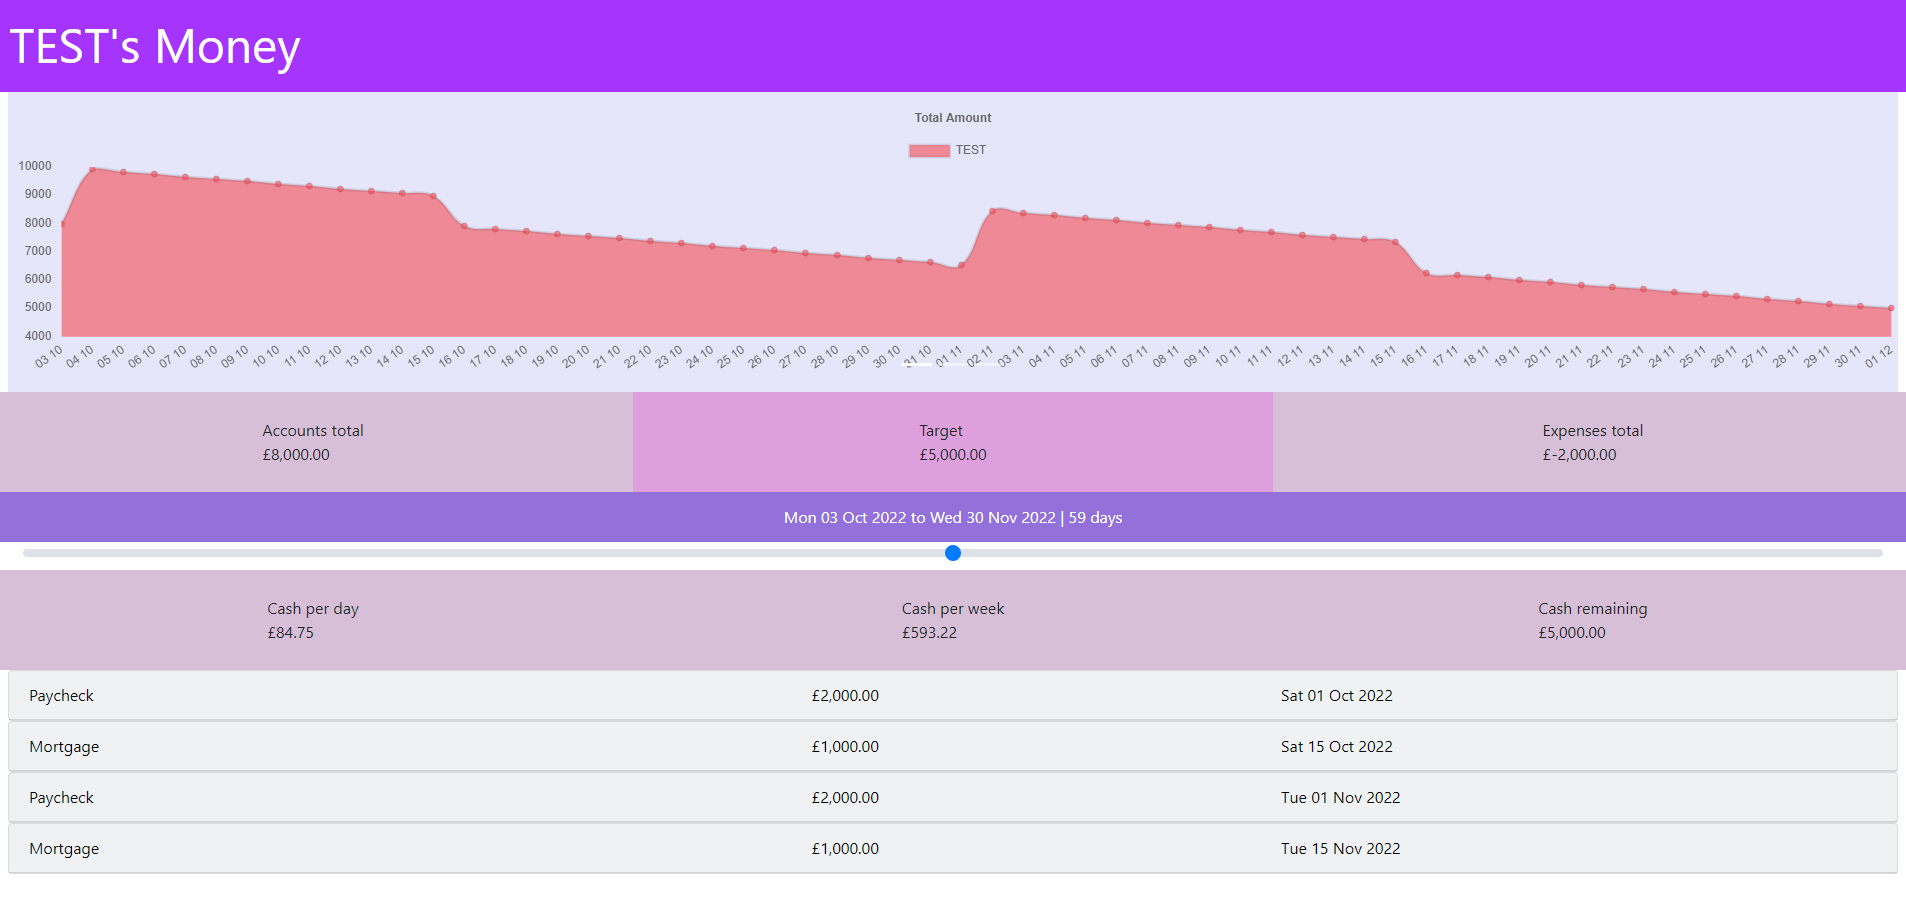 TEST's Money
Total Amount
TEST
10000
9000
8000
7000
6000
5000
4000
03 10 04 10 05 10 06 10 07 10 08 10 09 10 10 10 11 10 12 10 13 10 14 10 15 10 16 10 17 10 18 10 19 10 20 10 21 10 22 10 23 10 24 10 25 10 26 10 27 10 28 10 29 10 30 10 31 10 01 11 02 11 03 11 04 11 05 11 06 11 07 11 08 11 09 11 10 11 11 11 12 11 13 11 14 11 15 11 16 11 17 11 18 11 19 11 20 11 21 11 22 11 23 11 24 11 25 11 26 11 27 11 28 11 29 11 30 11 01 12
Accounts total
£8,000.00
Target
£5,000.00
Expenses total
£-2,000.00
Mon 03 Oct 2022 to Wed 30 Nov 2022 | 59 days
Cash per day
£84.75
Cash per week
£593.22
Cash remaining
£5,000.00
Paycheck £2,000.00 Sat 01 Oct 2022
Mortgage £1,000.00 Sat 15 Oct 2022
Paycheck £2,000.00 Tue 01 Nov 2022
Mortgage £1,000.00 Tue 15 Nov 2022